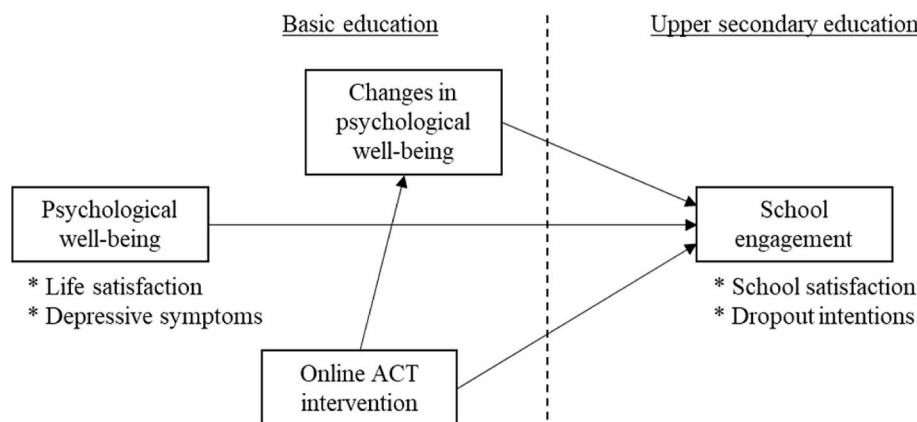 Basic education
Upper secondary education
Changes in
psychological
well-being
Psychological
well-being
* Life satisfaction
* Depressive symptoms
School
engagement
* School satisfaction
* Dropout intentions
Online ACT
intervention